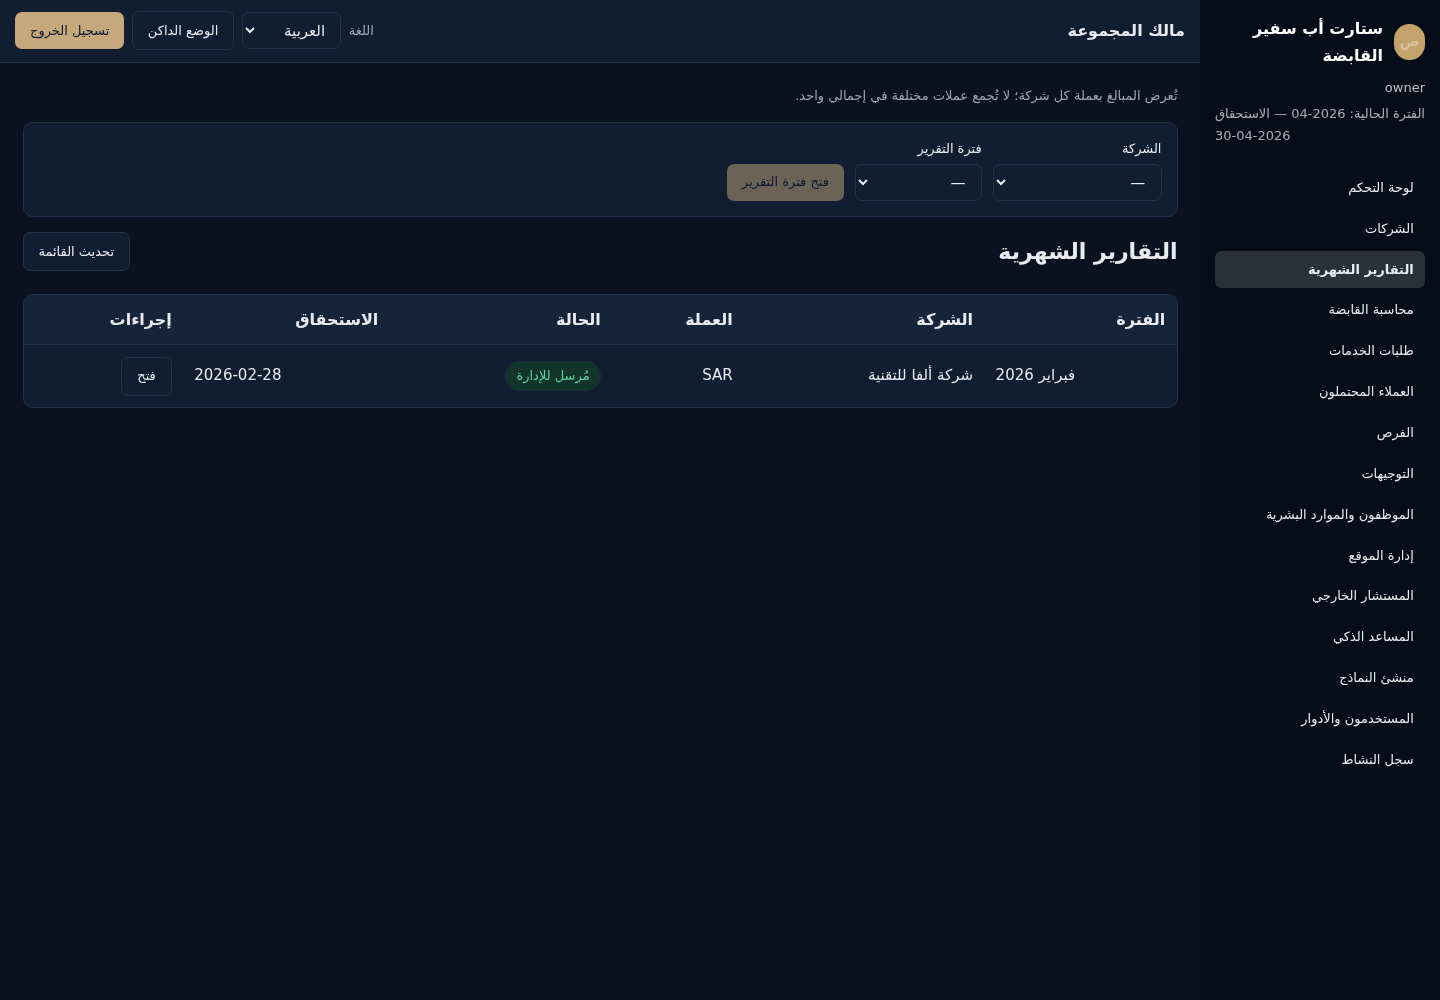 ص
ستارت أب سفير
القابضة
owner
الفترة الحالية: 2026-04 — الاستحقاق
2026-04-30
لوحة التحكم
الشركات
التقارير الشهرية
محاسبة القابضة
طلبات الخدمات
العملاء المحتملون
الفرص
التوجيهات
الموظفون والموارد البشرية
إدارة الموقع
المستشار الخارجي
المساعد الذكي
منشئ النماذج
المستخدمون والأدوار
سجل النشاط
مالك المجموعة
اللغة
العربية
الوضع الداكن
تسجيل الخروج
تُعرض المبالغ بعملة كل شركة؛ لا تُجمع عملات مختلفة في إجمالي واحد.
الشركة
فترة التقرير
—
—
فتح فترة التقرير
التقارير الشهرية
تحديث القائمة
الفترة الشركة العملة الحالة الاستحقاق إجراءات
فبراير 2026 شركة ألفا للتقنية SAR مُرسل للإدارة 2026-02-28 فتح